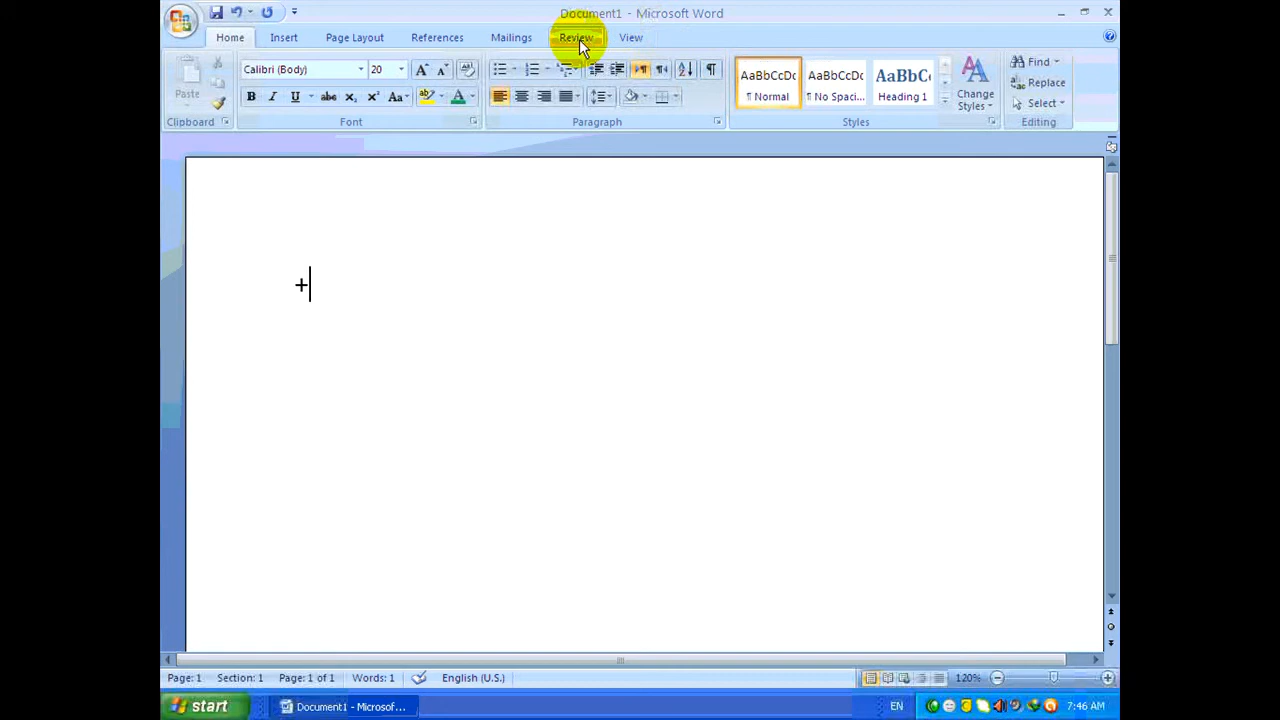 Document1 - Microsoft Word
Home Insert Page Layout References Mailings Review View
Paste
Calibri (Body) 20
AaBbCcDc AaBbCcDc AaBbC
¶ Normal ¶ No Spaci... Heading 1
Change Styles
Find
Replace
Select
Clipboard Font Paragraph Styles Editing
+
Page: 1 Section: 1 Page: 1 of 1 Words: 1 English (U.S.) 120%
start Document1 - Microsof... EN 7:46 AM